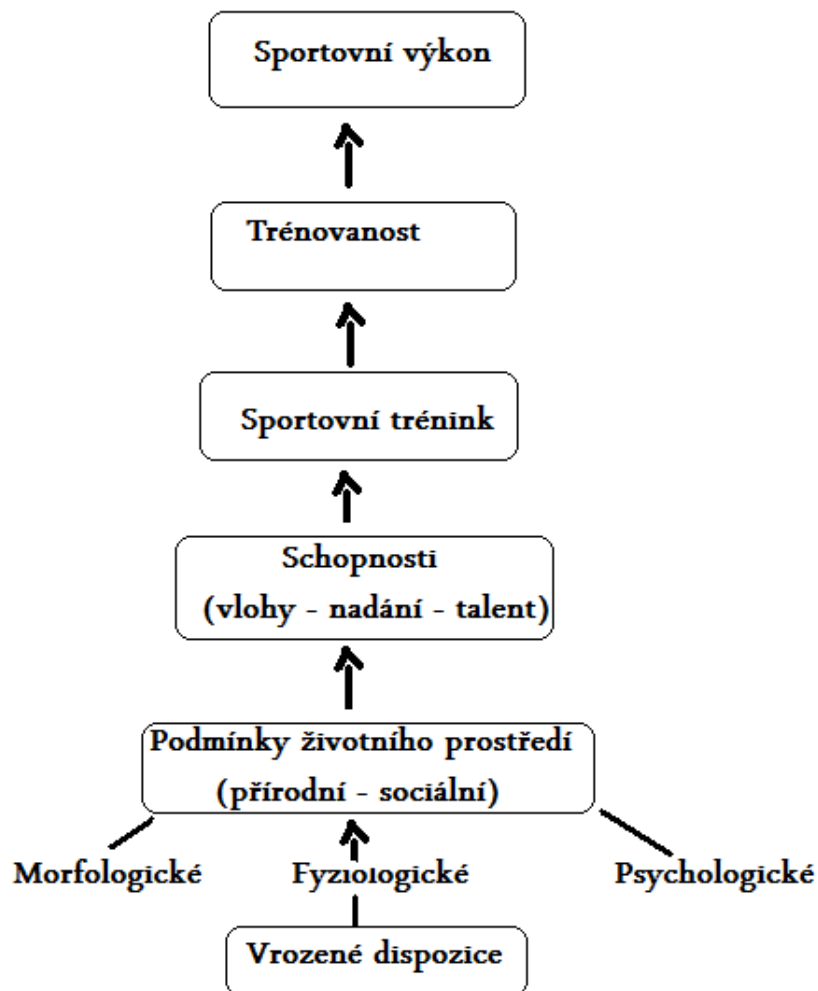 Sportovní výkon
Trénovanost
Sportovní trénink
Schopnosti
(vlohy - nadání - talent)
Podmínky životního prostředí
(přírodní - sociální)
Morfologické Fyziologické Psychologické
Vrozené dispozice